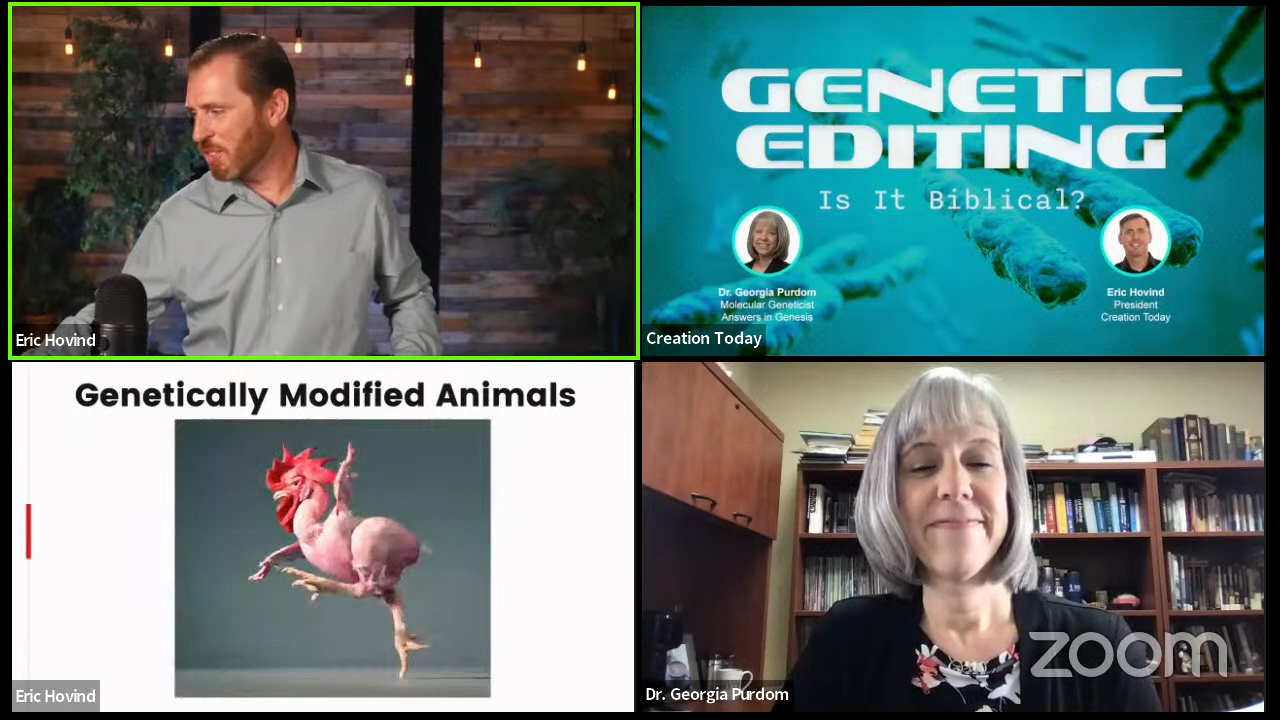 Eric Hovind
GENETIC
EDITING
Is It Biblical?
Dr. Georgia Purdom
Molecular Geneticist
Answers in Genesis
Eric Hovind
President
Creation Today
Creation Today
Genetically Modified Animals
Eric Hovind
Dr. Georgia Purdom
zoom